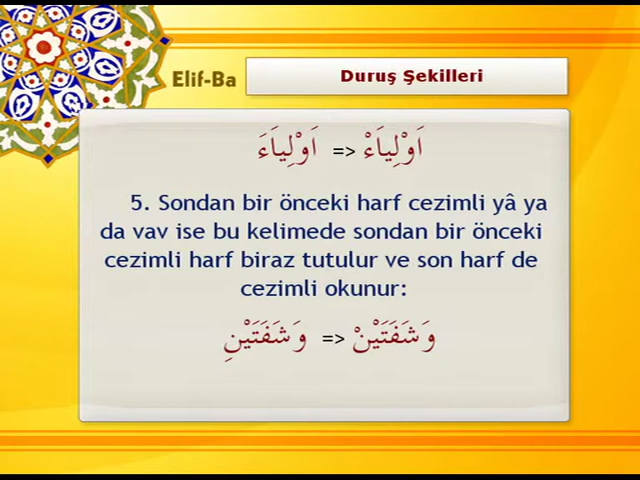 Elif-Ba
Duruş Şekilleri
اَوْلِيَاءَ => اَوْلِيَاءْ
5. Sondan bir önceki harf cezimli yâ ya
da vav ise bu kelimede sondan bir önceki
cezimli harf biraz tutulur ve son harf de
cezimli okunur:
وَشَفَتَيْنِ => وَشَفَتَيْنْ